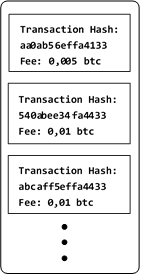 Transaction Hash:
aa0ab56effa4133
Fee: 0,005 btc
Transaction Hash:
540abee34fa4433
Fee: 0,01 btc
Transaction Hash:
abcaff5effa4433
Fee: 0,01 btc